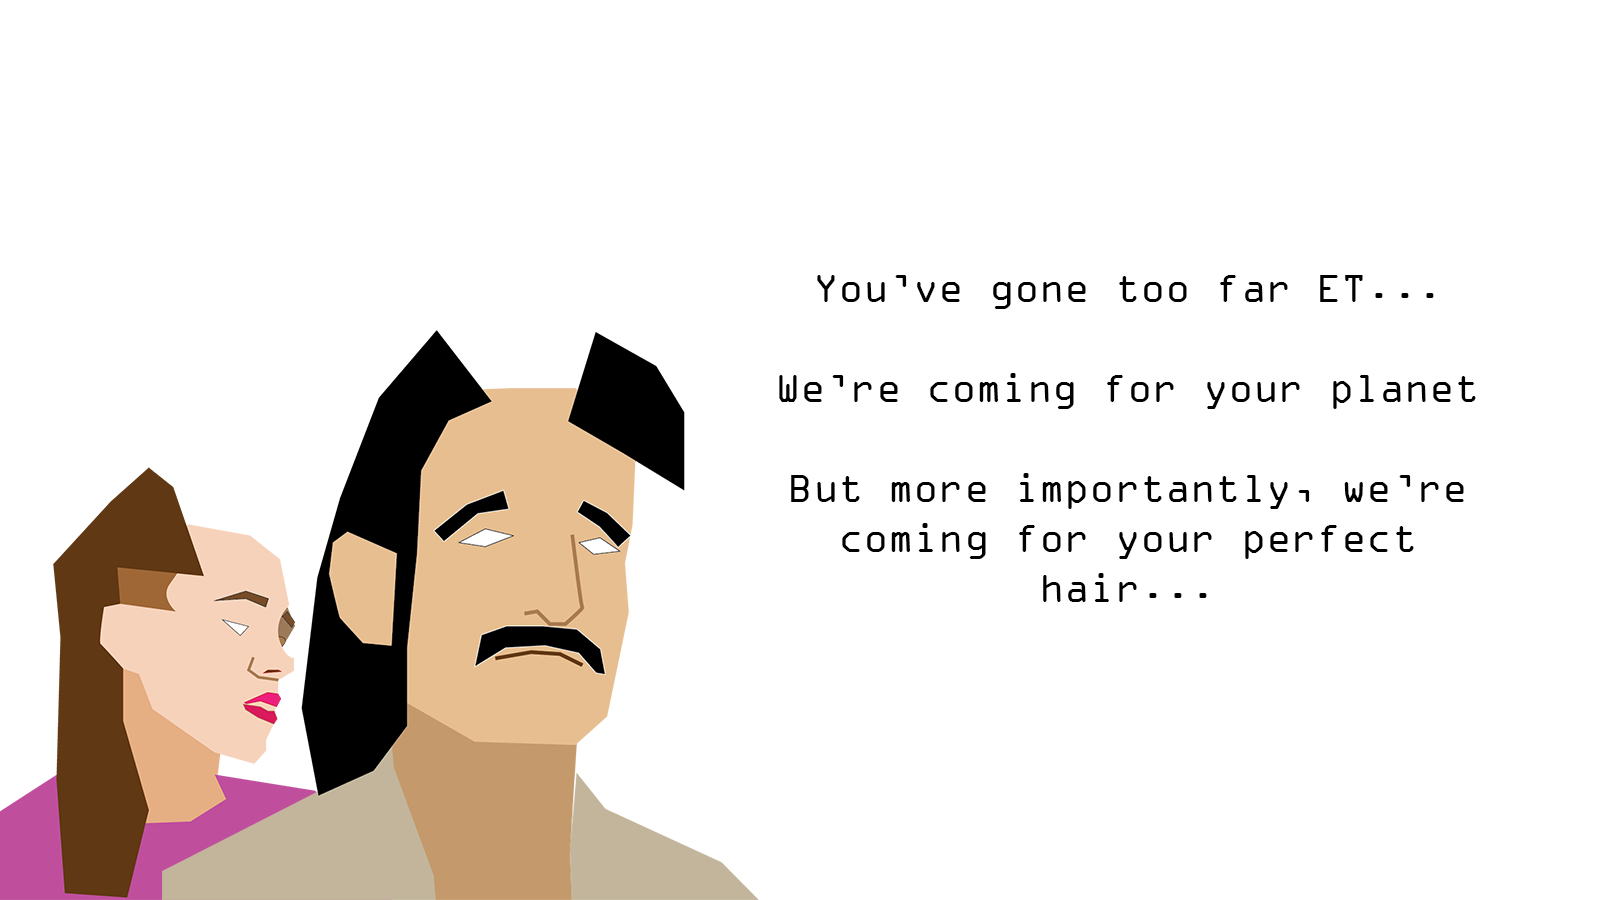 You've gone too far ET...
We're coming for your planet
But more importantly, we're
coming for your perfect
hair...